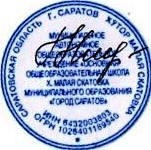 САРАТОВСКАЯ ОБЛАСТЬ Г. САРАТОВ ХУТОР МАЛАЯ СКАТОВКА
МУНИЦИПАЛЬНОЕ
АВТОНОМНОЕ
ОБЩЕОБРАЗОВАТЕЛЬНОЕ
УЧРЕЖДЕНИЕ ОСНОВНАЯ
ОБЩЕОБРАЗОВАТЕЛЬНАЯ ШКОЛА
Х. МАЛАЯ СКАТОВКА
МУНИЦИПАЛЬНОГО ОБРАЗОВАНИЯ
«ГОРОД САРАТОВ»
ИНН 6432003803
ОГРН